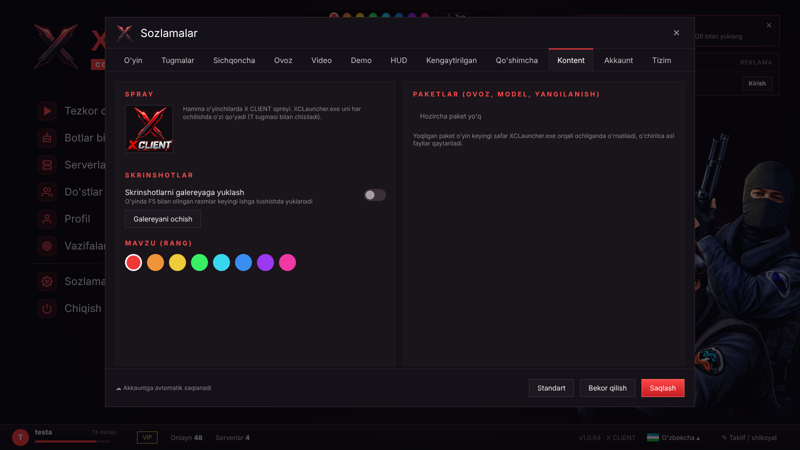 Sozlamalar
O'yin Tugmalar Sichqoncha Ovoz Video Demo HUD Kengaytirilgan Qo'shimcha Kontent Akkaunt Tizim
SPRAY
X CLIENT
Hamma o'yinchilarda X CLIENT spreyi. XCLauncher.exe uni har
ochilishda o'zi qo'yadi (T tugmasi bilan chiziladi).
SKRINSHOTLAR
Skrinshotlarni galereyaga yuklash
O'yinda F5 bilan olingan rasmlar keyingi ishga tushishda yuklanadi
Galereyani ochish
MAVZU (RANG)
PAKETLAR (OVOZ, MODEL, YANGILANISH)
Hozircha paket yo'q
Yoqilgan paket o'yin keyingi safar XCLauncher.exe orqali ochilganda o'rnatiladi, o'chirilsa asl
fayllar qaytariladi.
Akkauntga avtomatik saqlanadi
Standart
Bekor qilish
Saqlash
Tezkor
Botlar bi
Serverla
Do'stlar
Profil
Vazifalar
Sozlama
Chiqish
QR bilan yuklang
REKLAMA
Kirish
T
testa
VIP
Onlayn 48
Serverlar 4
v1.0.64 · X CLIENT
O'zbekcha
Taklif / shikoyat